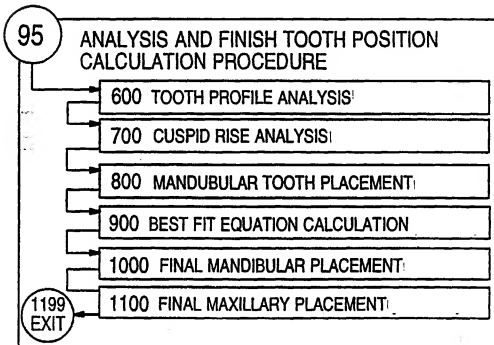 95
ANALYSIS AND FINISH TOOTH POSITION
CALCULATION PROCEDURE
600 TOOTH PROFILE ANALYSIS
700 CUSPID RISE ANALYSIS
800 MANDUBULAR TOOTH PLACEMENT
900 BEST FIT EQUATION CALCULATION
1000 FINAL MANDIBULAR PLACEMENT
1100 FINAL MAXILLARY PLACEMENT
1199
EXIT